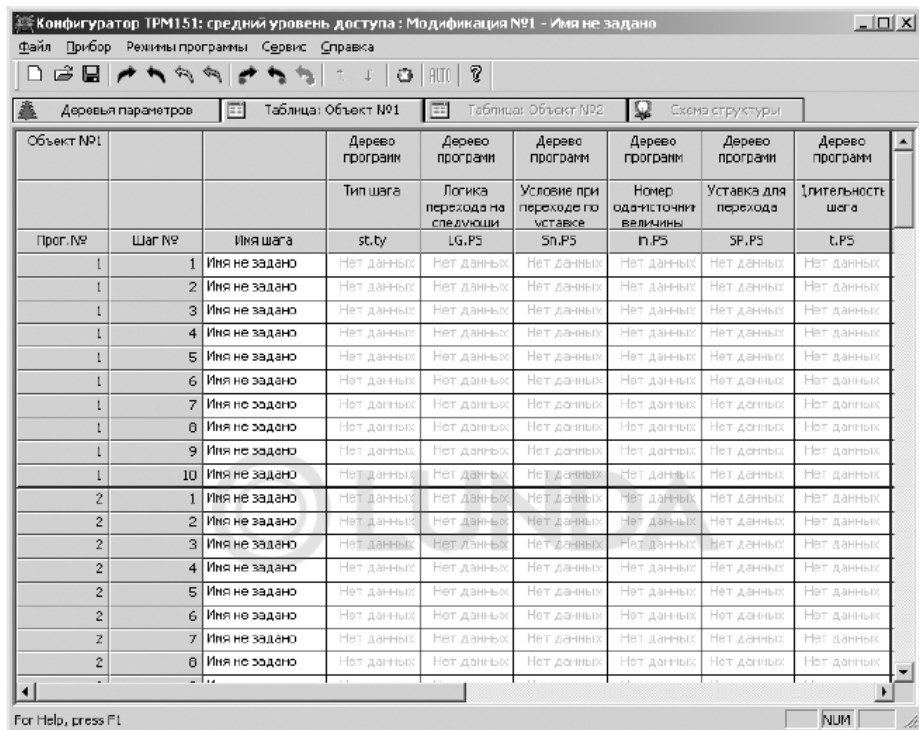 Конфигуратор ТРМ151: средний уровень доступа : Модификация №1 - Имя не задано
Файл Прибор Режимы программы Сервис Справка
AUTO
Деревья параметров Таблица: Объект №1 Таблица: Объект №2 Схема структуры
Объект №1 Дерево программ Дерево программ Дерево программ Дерево программ Дерево программ Дерево программ
Тип шага Логика перехода на следующи Условие при переходе по уставке Номер ода-источник величины Уставка для перехода Длительность шага
Прог.№ Шаг № Имя шага st.ty LG.PS Sn.PS in.PS SP.PS t.PS
1 1 Имя не задано Нет данных Нет данных Нет данных Нет данных Нет данных Нет данных
1 2 Имя не задано Нет данных Нет данных Нет данных Нет данных Нет данных Нет данных
1 3 Имя не задано Нет данных Нет данных Нет данных Нет данных Нет данных Нет данных
1 4 Имя не задано Нет данных Нет данных Нет данных Нет данных Нет данных Нет данных
1 5 Имя не задано Нет данных Нет данных Нет данных Нет данных Нет данных Нет данных
1 6 Имя не задано Нет данных Нет данных Нет данных Нет данных Нет данных Нет данных
1 7 Имя не задано Нет данных Нет данных Нет данных Нет данных Нет данных Нет данных
1 8 Имя не задано Нет данных Нет данных Нет данных Нет данных Нет данных Нет данных
1 9 Имя не задано Нет данных Нет данных Нет данных Нет данных Нет данных Нет данных
1 10 Имя не задано Нет данных Нет данных Нет данных Нет данных Нет данных Нет данных
2 1 Имя не задано Нет данных Нет данных Нет данных Нет данных Нет данных Нет данных
2 2 Имя не задано Нет данных Нет данных Нет данных Нет данных Нет данных Нет данных
2 3 Имя не задано Нет данных Нет данных Нет данных Нет данных Нет данных Нет данных
2 4 Имя не задано Нет данных Нет данных Нет данных Нет данных Нет данных Нет данных
2 5 Имя не задано Нет данных Нет данных Нет данных Нет данных Нет данных Нет данных
2 6 Имя не задано Нет данных Нет данных Нет данных Нет данных Нет данных Нет данных
2 7 Имя не задано Нет данных Нет данных Нет данных Нет данных Нет данных Нет данных
2 8 Имя не задано Нет данных Нет данных Нет данных Нет данных Нет данных Нет данных
LUNDA
For Help, press F1 NUM